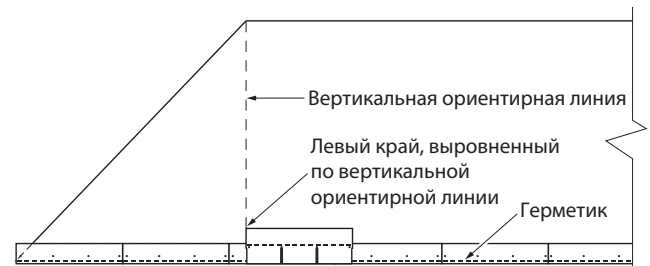 Вертикальная ориентирная линия
Левый край, выровненный
по вертикальной
ориентирной линии
Герметик